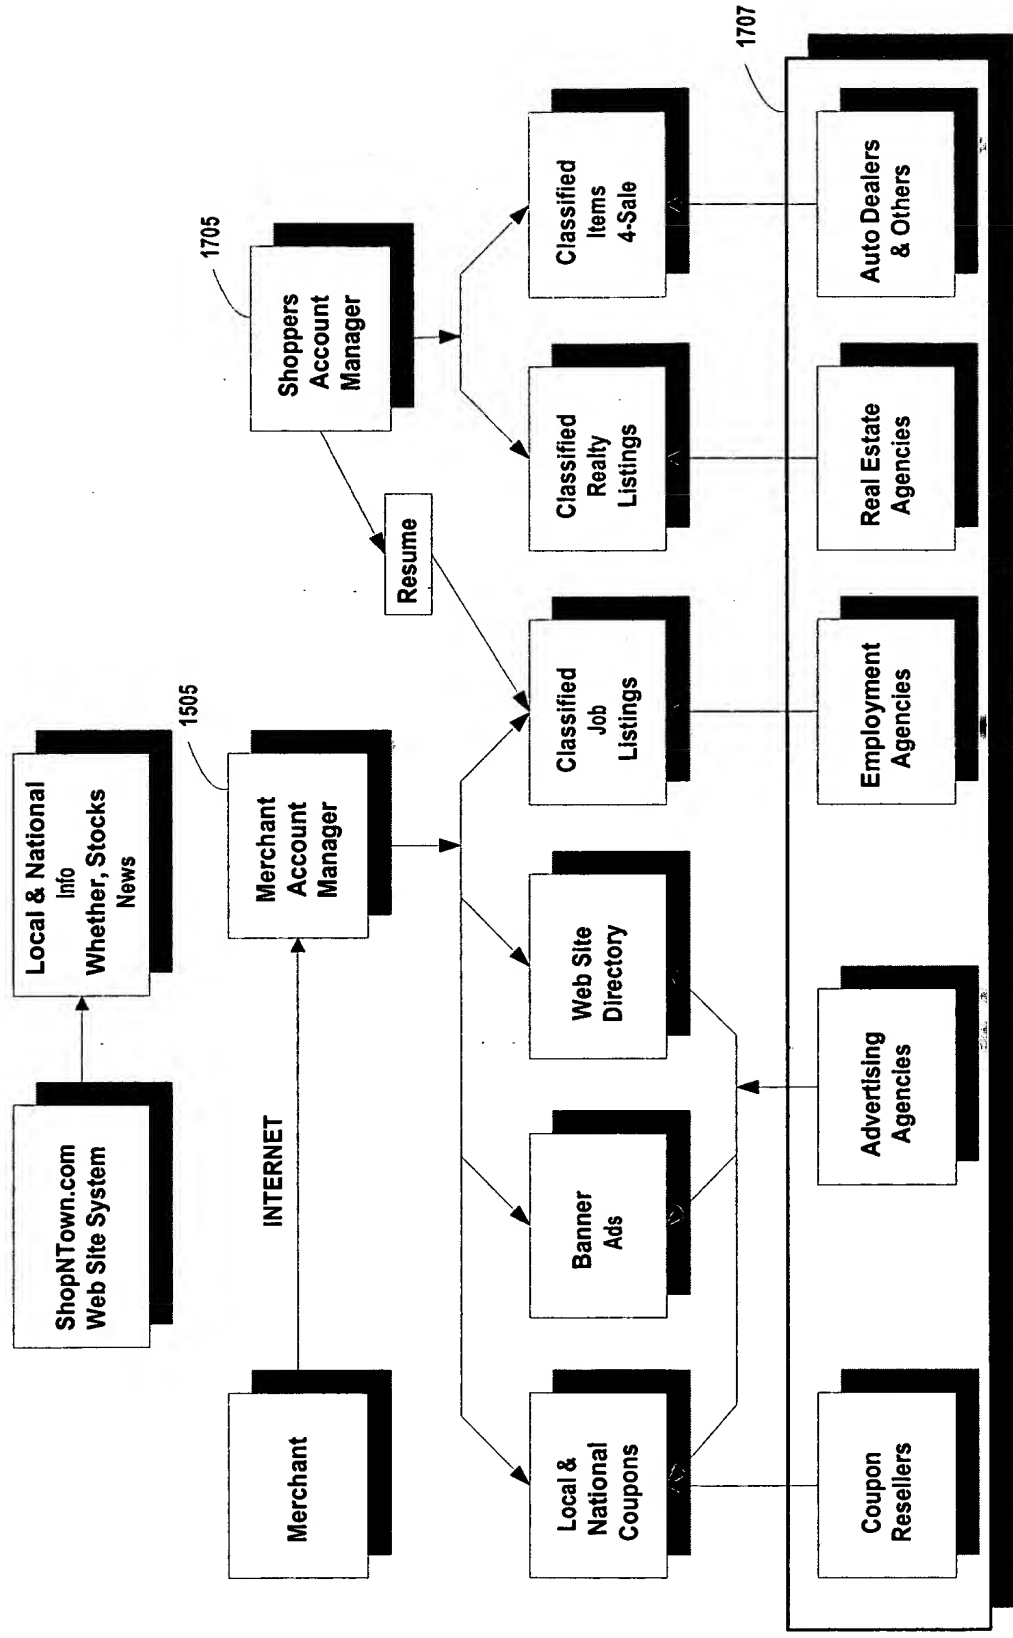 ShopNTown.com
Web Site System
Local & National
Info
Whether, Stocks
News
Merchant
INTERNET
Merchant
Account
Manager
1505
Shoppers
Account
Manager
1705
Resume
Local &
National
Coupons
Banner
Ads
Web Site
Directory
Classified
Job
Listings
Classified
Realty
Listings
Classified
Items
4-Sale
1707
Coupon
Resellers
Advertising
Agencies
Employment
Agencies
Real Estate
Agencies
Auto Dealers
& Others